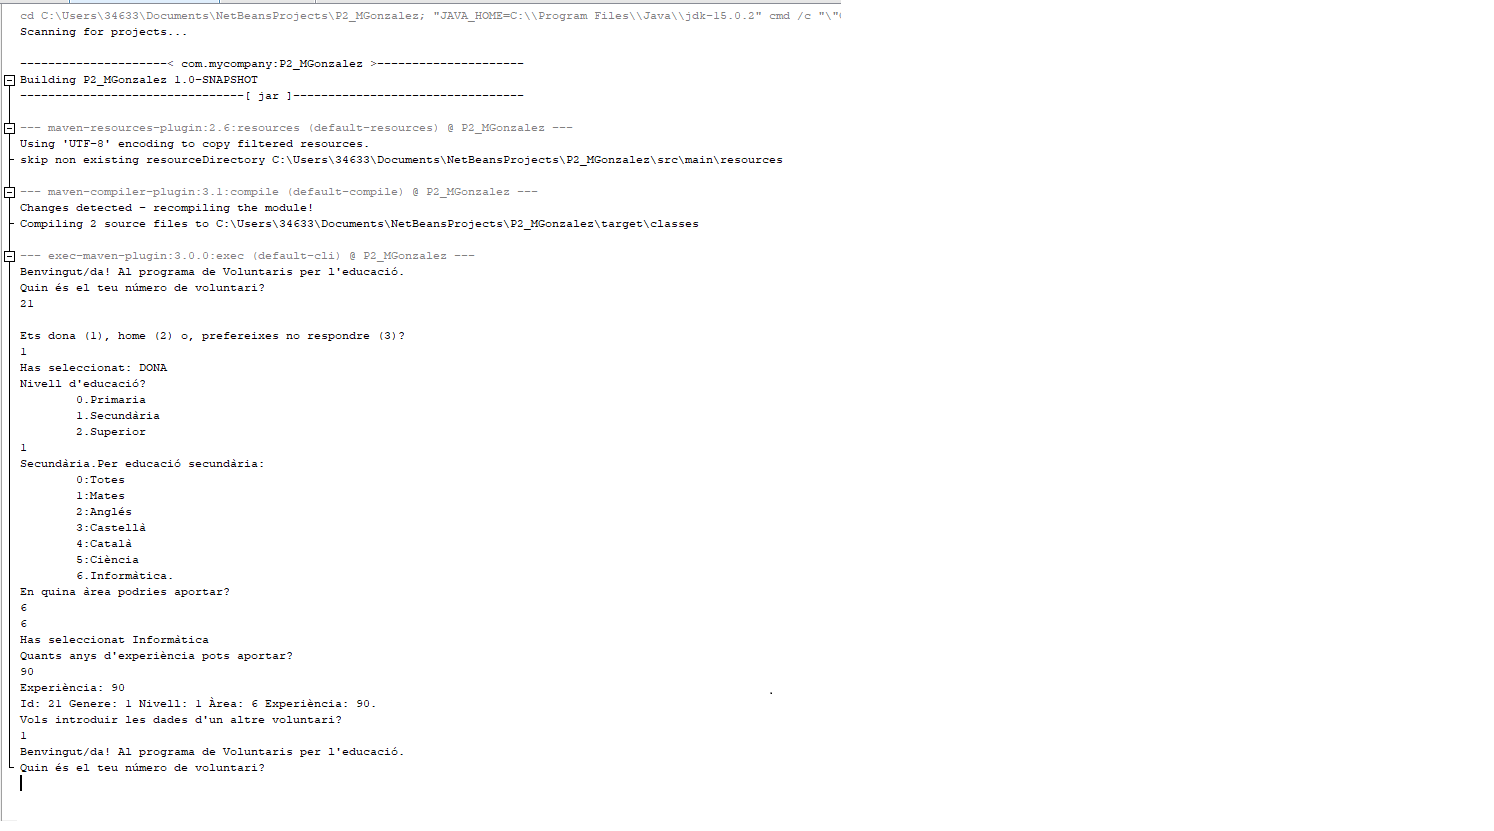 cd C:\Users\34633\Documents\NetBeansProjects\P2_MGonzalez; "JAVA_HOME=C:\\Program Files\\Java\\jdk-15.0.2" cmd /c "\"
Scanning for projects...
---------------------< com.mycompany:P2_MGonzalez >---------------------
Building P2_MGonzalez 1.0-SNAPSHOT
--------------------------------[ jar ]---------------------------------
--- maven-resources-plugin:2.6:resources (default-resources) @ P2_MGonzalez ---
Using 'UTF-8' encoding to copy filtered resources.
skip non existing resourceDirectory C:\Users\34633\Documents\NetBeansProjects\P2_MGonzalez\src\main\resources
--- maven-compiler-plugin:3.1:compile (default-compile) @ P2_MGonzalez ---
Changes detected - recompiling the module!
Compiling 2 source files to C:\Users\34633\Documents\NetBeansProjects\P2_MGonzalez\target\classes
--- exec-maven-plugin:3.0.0:exec (default-cli) @ P2_MGonzalez ---
Benvingut/da! Al programa de Voluntaris per l'educació.
Quin és el teu número de voluntari?
21
Ets dona (1), home (2) o, prefereixes no respondre (3)?
1
Has seleccionat: DONA
Nivell d'educació?
0.Primaria
1.Secundària
2.Superior
1
Secundària.Per educació secundària:
0:Totes
1:Mates
2:Anglés
3:Castellà
4:Català
5:Ciència
6.Informàtica.
En quina àrea podries aportar?
6
6
Has seleccionat Informàtica
Quants anys d'experiència pots aportar?
90
Experiència: 90
Id: 21 Genere: 1 Nivell: 1 Àrea: 6 Experiència: 90.
Vols introduir les dades d'un altre voluntari?
1
Benvingut/da! Al programa de Voluntaris per l'educació.
Quin és el teu número de voluntari?